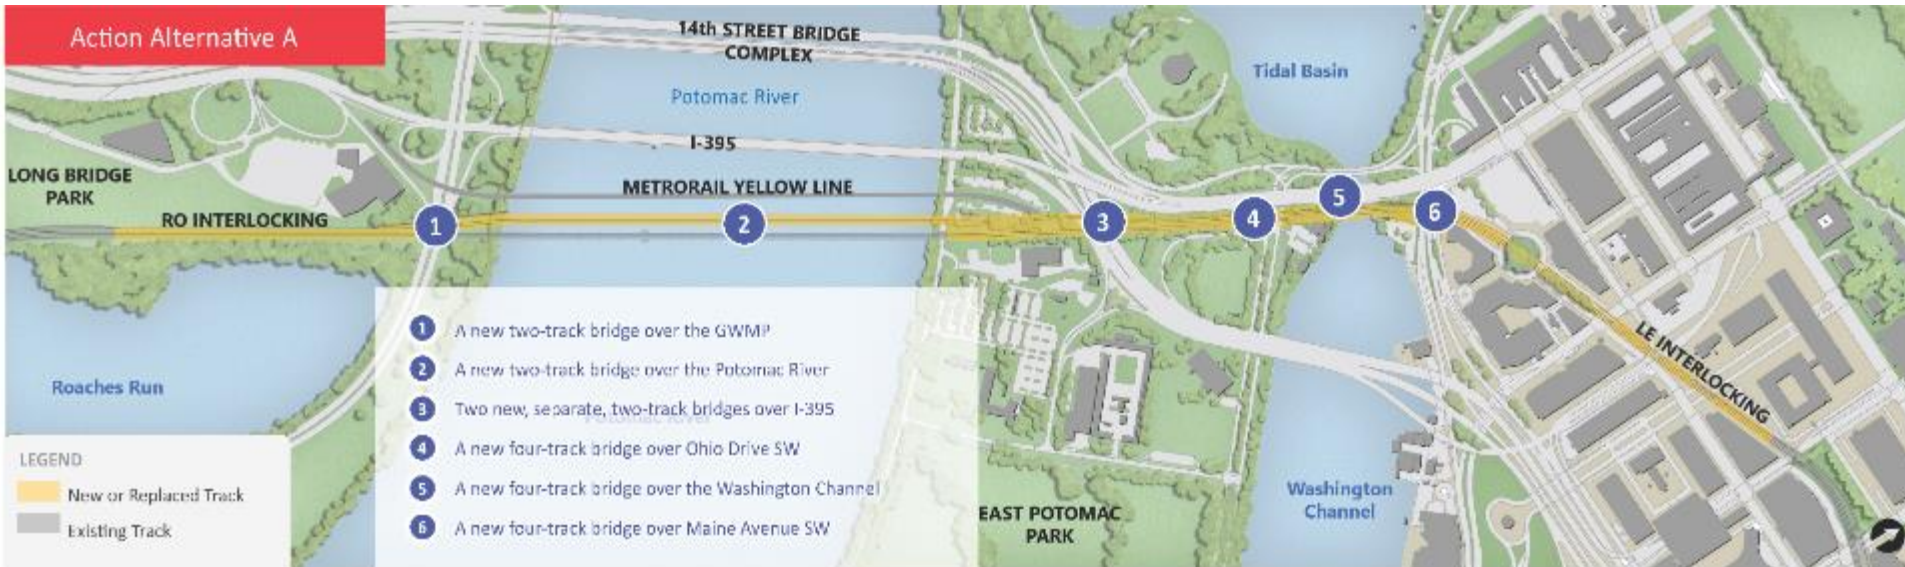 Action Alternative A
14th STREET BRIDGE
COMPLEX
Tidal Basin
Potomac River
I-395
LONG BRIDGE
PARK
METRORAIL YELLOW LINE
RO INTERLOCKING
1
2
3
4
5
6
1 A new two-track bridge over the GWMP
2 A new two-track bridge over the Potomac River
3 Two new, separate, two-track bridges over I-395
Potomac River
4 A new four-track bridge over Ohio Drive SW
5 A new four-track bridge over the Washington Channel
6 A new four-track bridge over Maine Avenue SW
LE INTERLOCKING
Roaches Run
LEGEND
New or Replaced Track
Existing Track
EAST POTOMAC
PARK
Washington
Channel